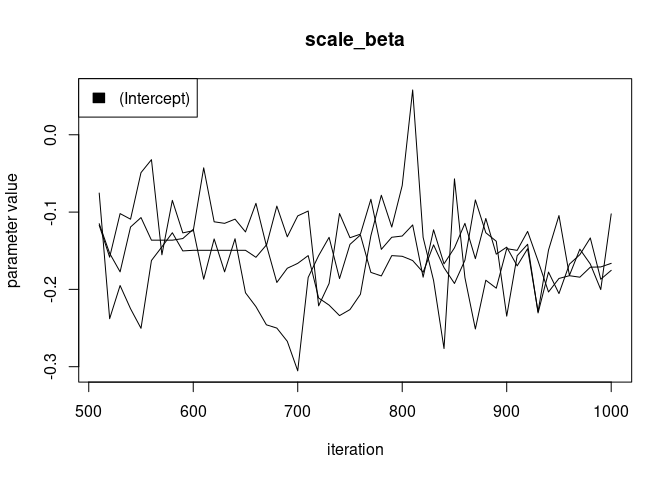 scale_beta
(Intercept)
parameter value
0.0
-0.1
-0.2
-0.3
500 600 700 800 900 1000
iteration